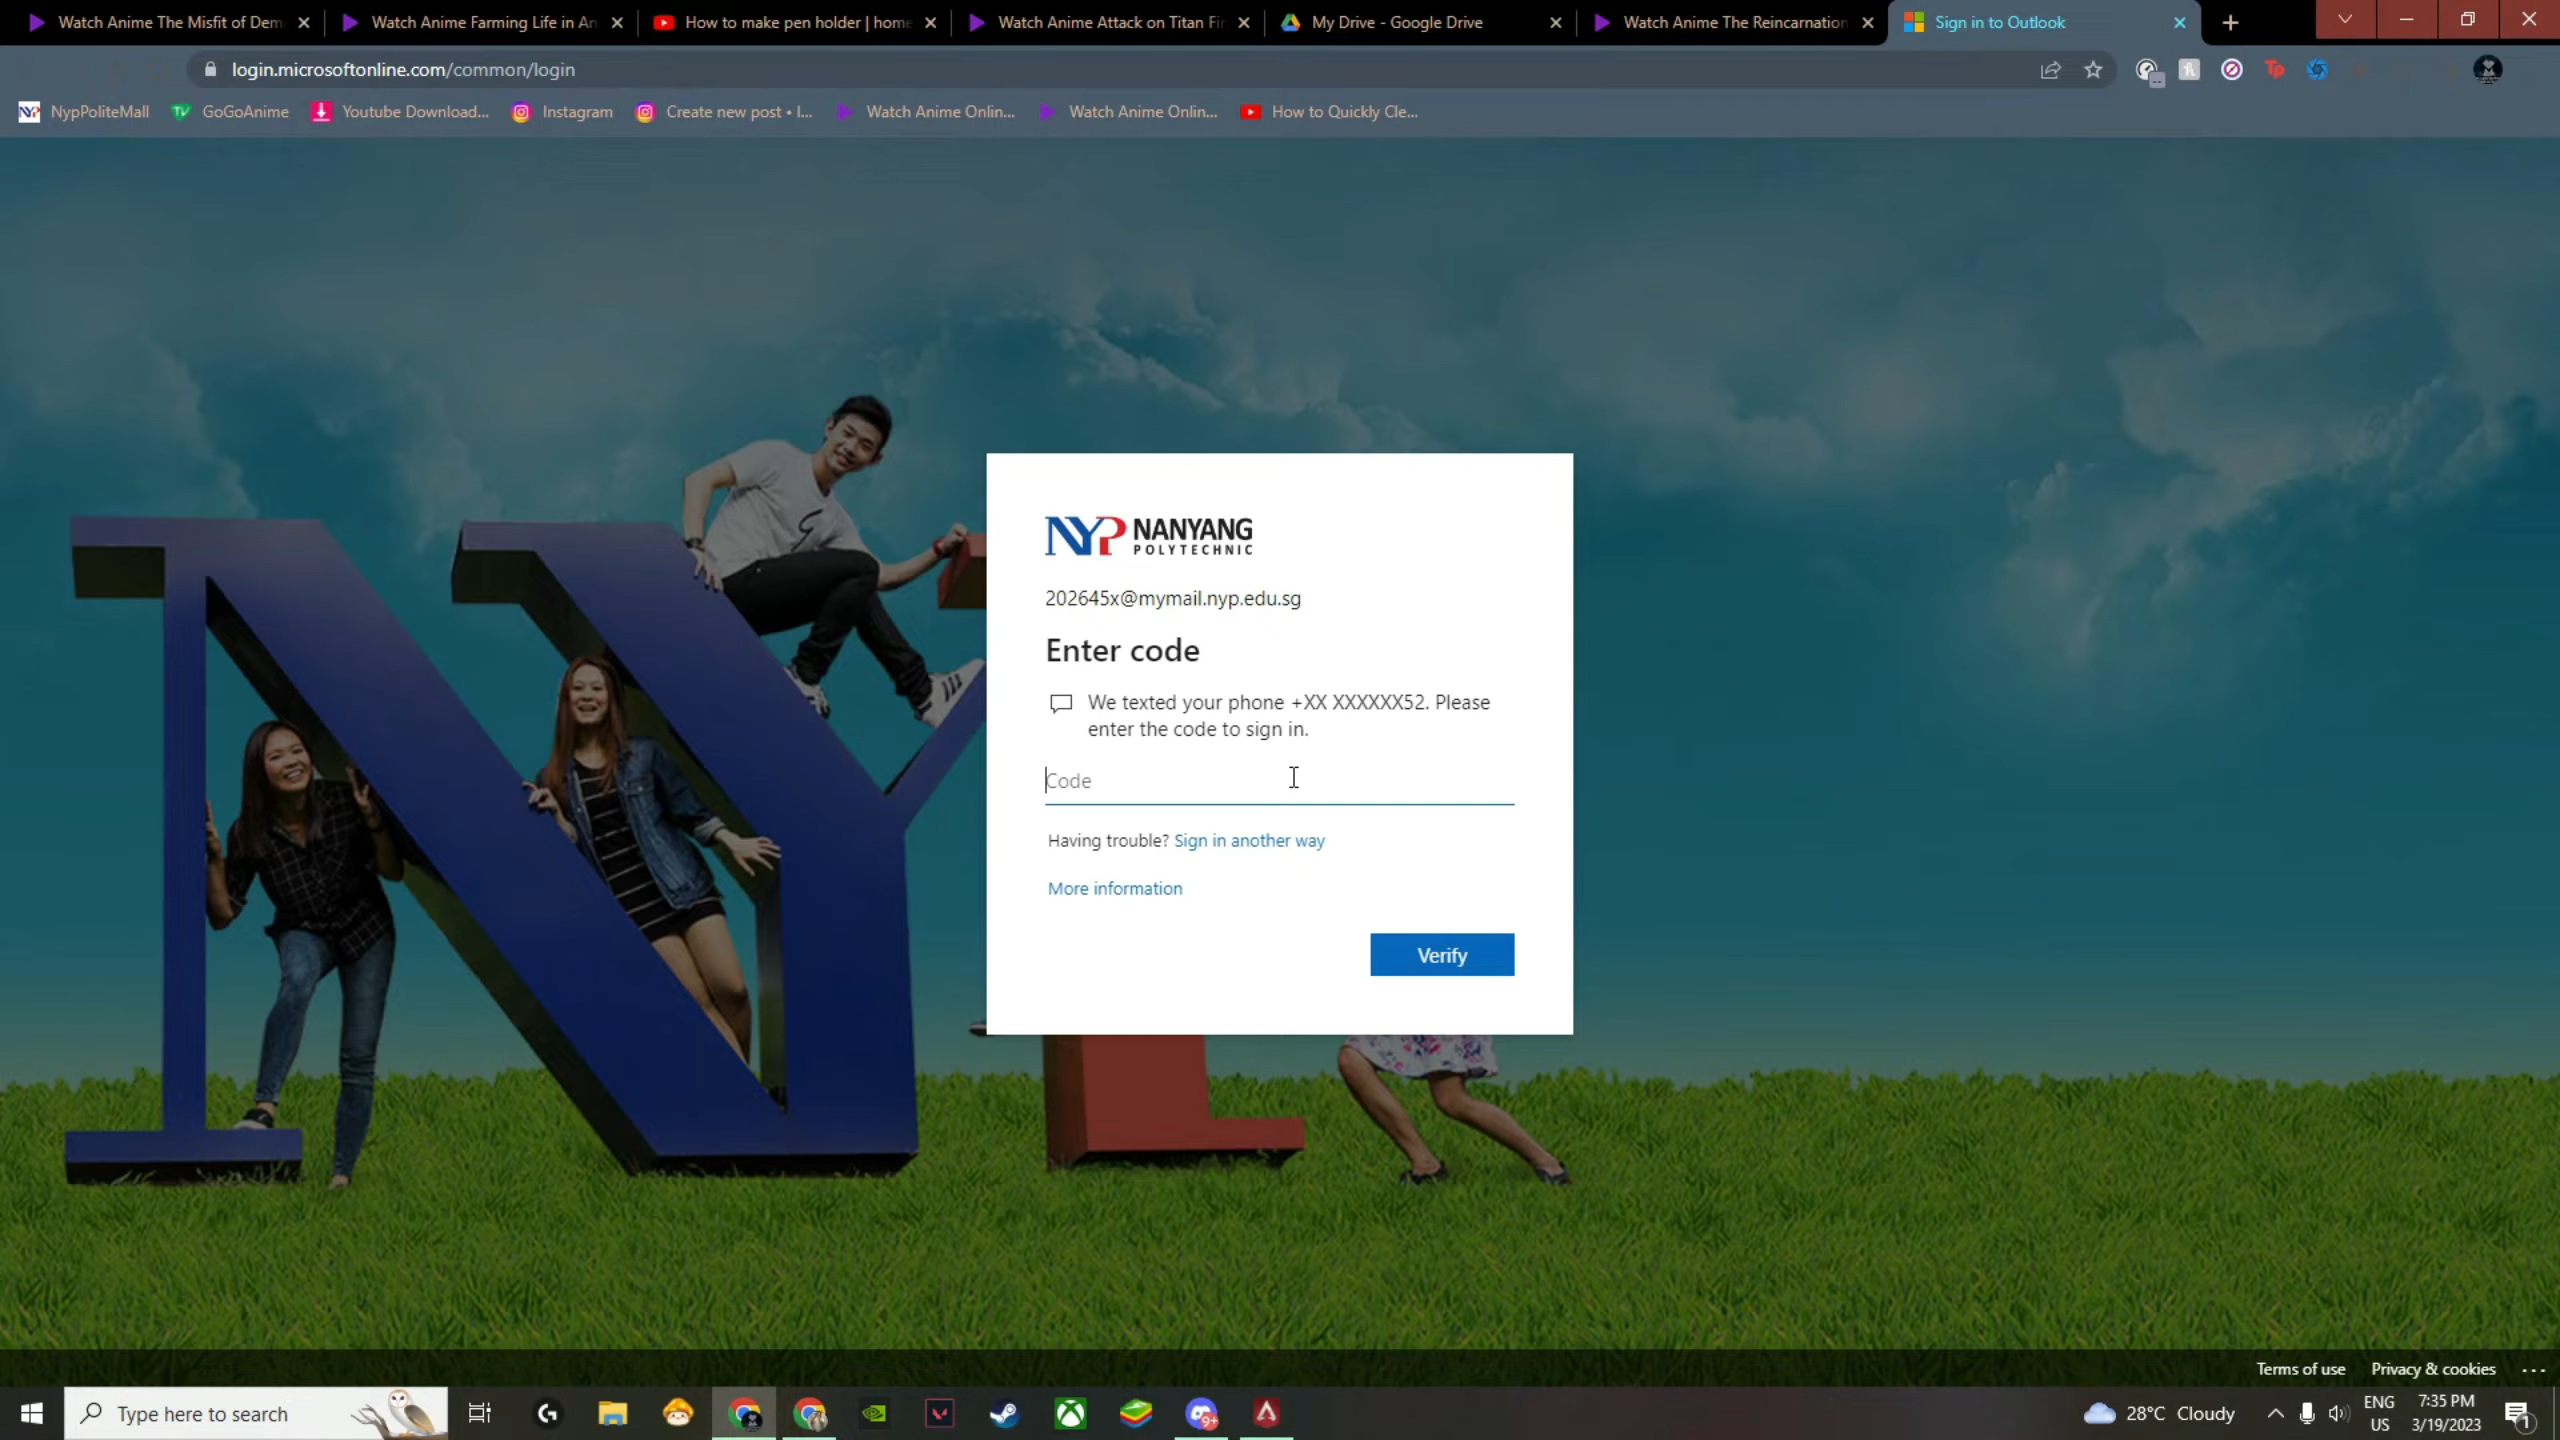 Watch Anime The Misfit of Dem
Watch Anime Farming Life in An
How to make pen holder | home
Watch Anime Attack on Titan Fi
My Drive - Google Drive
Watch Anime The Reincarnation
Sign in to Outlook
login.microsoftonline.com/common/login
NypPoliteMall
GoGoAnime
Youtube Download...
Instagram
Create new post • I...
Watch Anime Onlin...
Watch Anime Onlin...
How to Quickly Cle...
NYP NANYANG
POLYTECHNIC
202645x@mymail.nyp.edu.sg
Enter code
We texted your phone +XX XXXXXX52. Please
enter the code to sign in.
Code
Having trouble? Sign in another way
More information
Verify
Terms of use
Privacy & cookies
Type here to search
9+
28°C Cloudy
ENG
US
7:35 PM
3/19/2023
1